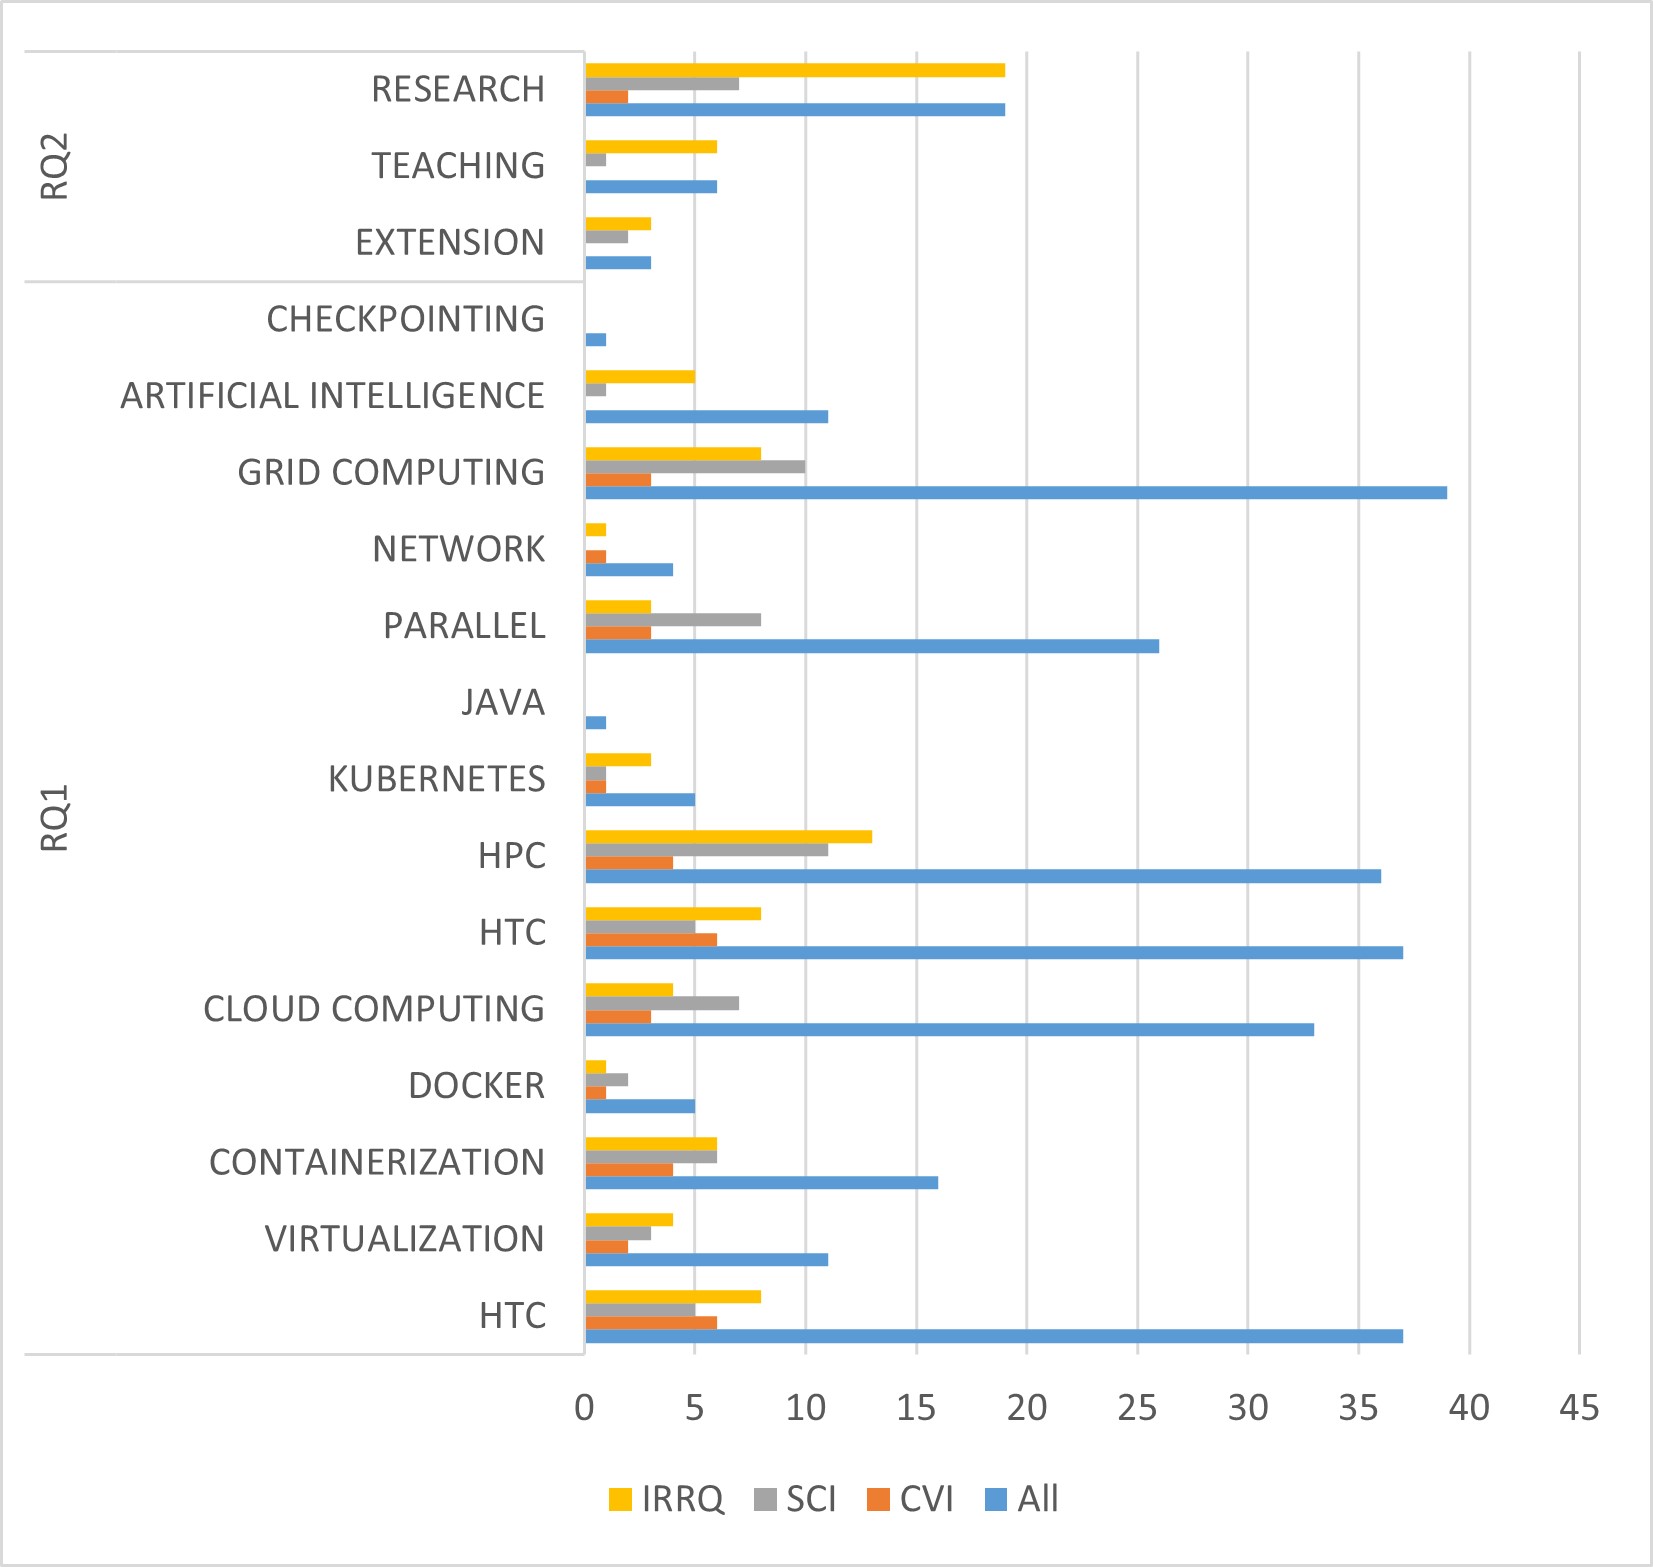 RQ2
RESEARCH
TEACHING
EXTENSION
RQ1
CHECKPOINTING
ARTIFICIAL INTELLIGENCE
GRID COMPUTING
NETWORK
PARALLEL
JAVA
KUBERNETES
HPC
HTC
CLOUD COMPUTING
DOCKER
CONTAINERIZATION
VIRTUALIZATION
HTC
0 5 10 15 20 25 30 35 40 45
IRRQ SCI CVI All